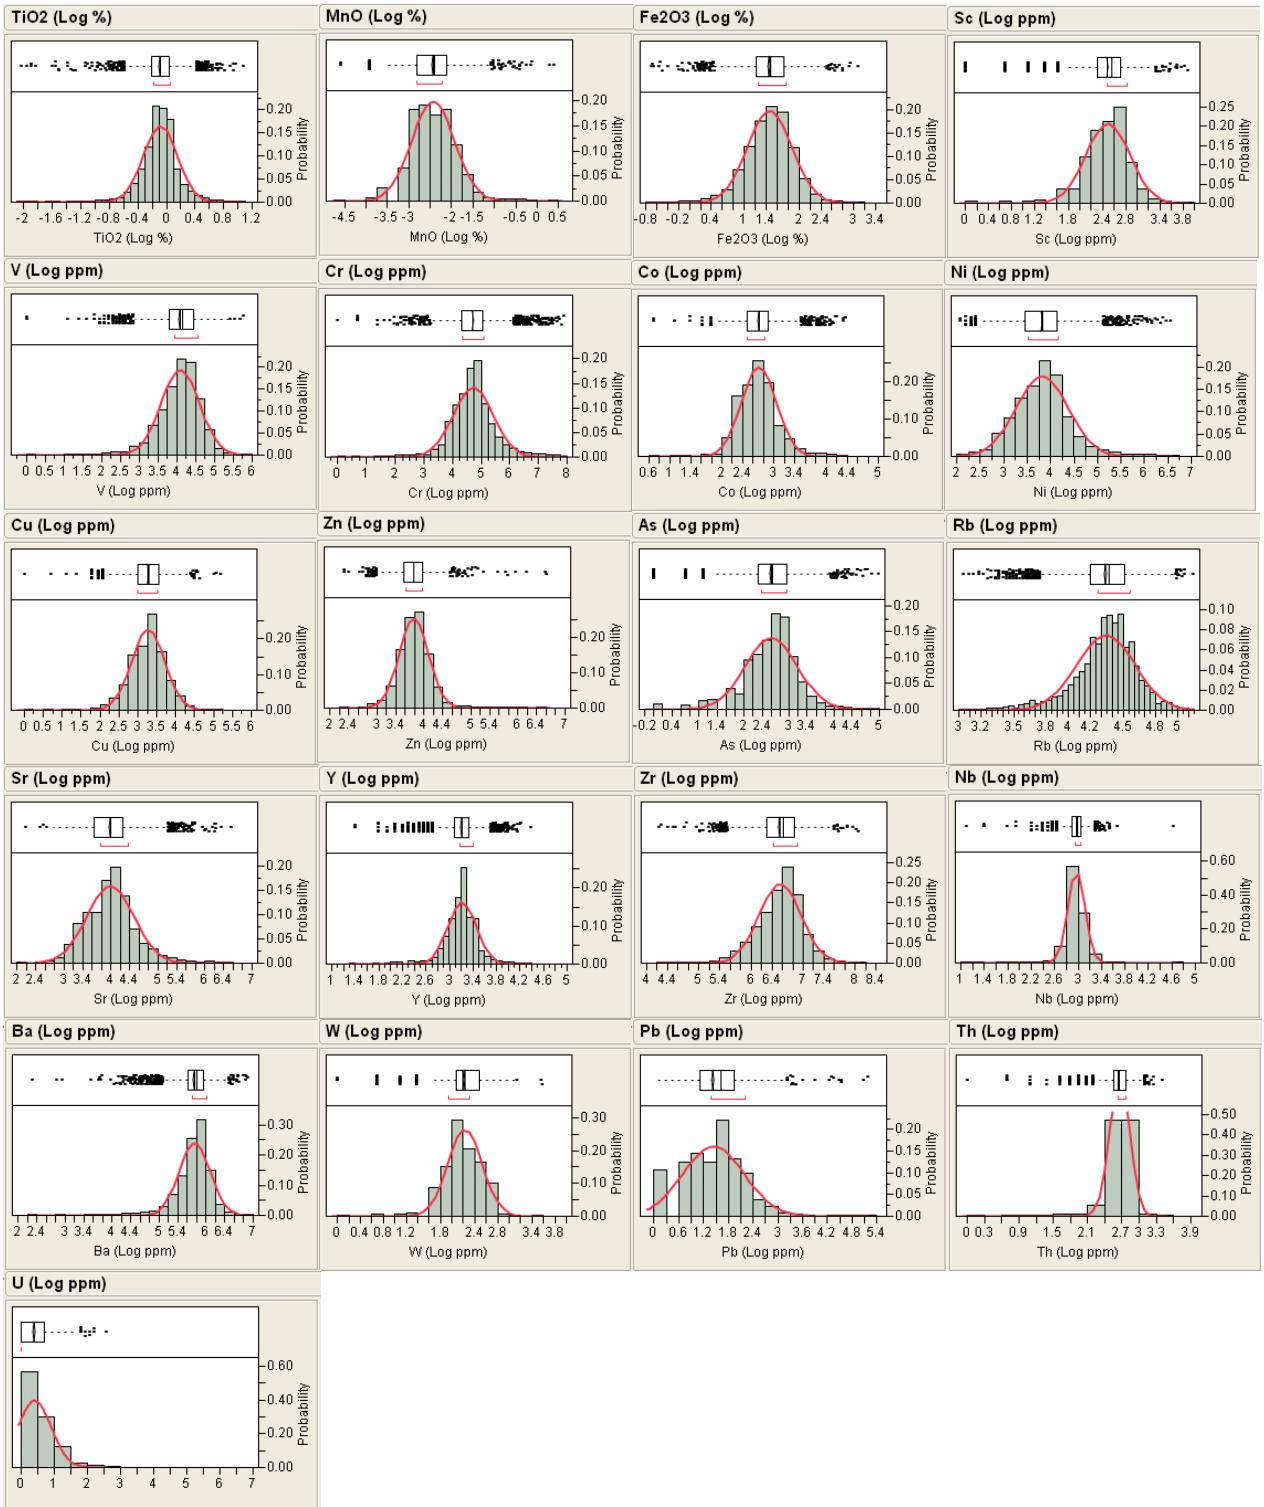 TiO2 (Log %)
0.20
0.15
0.10
0.05
0.00
Probability
-2 -1.6 -1.2 -0.8 -0.4 0 0.4 0.8 1.2
TiO2 (Log %)
MnO (Log %)
0.20
0.15
0.10
0.05
0.00
Probability
-4.5 -3.5 -3 -2 -1.5 -0.5 0 0.5
MnO (Log %)
Fe2O3 (Log %)
0.20
0.15
0.10
0.05
0.00
Probability
-0.8 -0.2 0.4 1 1.4 2 2.4 3 3.4
Fe2O3 (Log %)
Sc (Log ppm)
0.25
0.20
0.15
0.10
0.05
0.00
Probability
0 0.4 0.8 1.2 1.8 2.4 2.8 3.4 3.8
Sc (Log ppm)
V (Log ppm)
0.20
0.15
0.10
0.05
0.00
Probability
0 0.5 1 1.5 2 2.5 3.5 4 4.5 5 5.5 6
V (Log ppm)
Cr (Log ppm)
0.20
0.15
0.10
0.05
0.00
Probability
0 1 2 3 4 5 6 7 8
Cr (Log ppm)
Co (Log ppm)
0.20
0.10
0.00
Probability
0.6 1 1.4 2 2.4 3 3.4 4 4.4 5
Co (Log ppm)
Ni (Log ppm)
0.20
0.15
0.10
0.05
0.00
Probability
2 2.5 3 3.5 4 4.5 5 5.5 6 6.5 7
Ni (Log ppm)
Cu (Log ppm)
0.20
0.10
0.00
Probability
0 0.5 1 1.5 2 2.5 3.5 4 4.5 5 5.5 6
Cu (Log ppm)
Zn (Log ppm)
0.20
0.10
0.00
Probability
2 2.4 3 3.4 4 4.4 5 5.4 6 6.4 7
Zn (Log ppm)
As (Log ppm)
0.20
0.15
0.10
0.05
0.00
Probability
-0.2 0.4 1 1.4 2 2.4 3 3.4 4 4.4 5
As (Log ppm)
Rb (Log ppm)
0.10
0.08
0.06
0.04
0.02
0.00
Probability
3 3.2 3.5 3.8 4 4.2 4.5 4.8 5
Rb (Log ppm)
Sr (Log ppm)
0.20
0.15
0.10
0.05
0.00
Probability
2 2.4 3 3.4 4 4.4 5 5.4 6 6.4 7
Sr (Log ppm)
Y (Log ppm)
0.20
0.10
0.00
Probability
1 1.4 2 2.6 3 3.4 3.8 4.2 5
Y (Log ppm)
Zr (Log ppm)
0.25
0.20
0.15
0.10
0.05
0.00
Probability
4 4.4 5 5.4 6 6.4 7 7.4 8 8.4
Zr (Log ppm)
Nb (Log ppm)
0.60
0.40
0.20
0.00
Probability
1 1.4 1.8 2.2 2.6 3 3.4 3.8 4.2 4.6 5
Nb (Log ppm)
Ba (Log ppm)
0.30
0.20
0.10
0.00
Probability
2 2.4 3 3.4 4 4.4 5 5.4 6 6.4 7
Ba (Log ppm)
W (Log ppm)
0.30
0.20
0.10
0.00
Probability
0 0.4 0.8 1.2 1.8 2.4 2.8 3.4 3.8
W (Log ppm)
Pb (Log ppm)
0.20
0.15
0.10
0.05
0.00
Probability
0 0.6 1.2 1.8 2.4 3 3.6 4.2 4.8 5.4
Pb (Log ppm)
Th (Log ppm)
0.50
0.40
0.30
0.20
0.10
0.00
Probability
0 0.3 0.9 1.5 2.1 2.7 3 3.3 3.9
Th (Log ppm)
U (Log ppm)
0.60
0.40
0.20
0.00
Probability
0 1 2 3 4 5 6 7